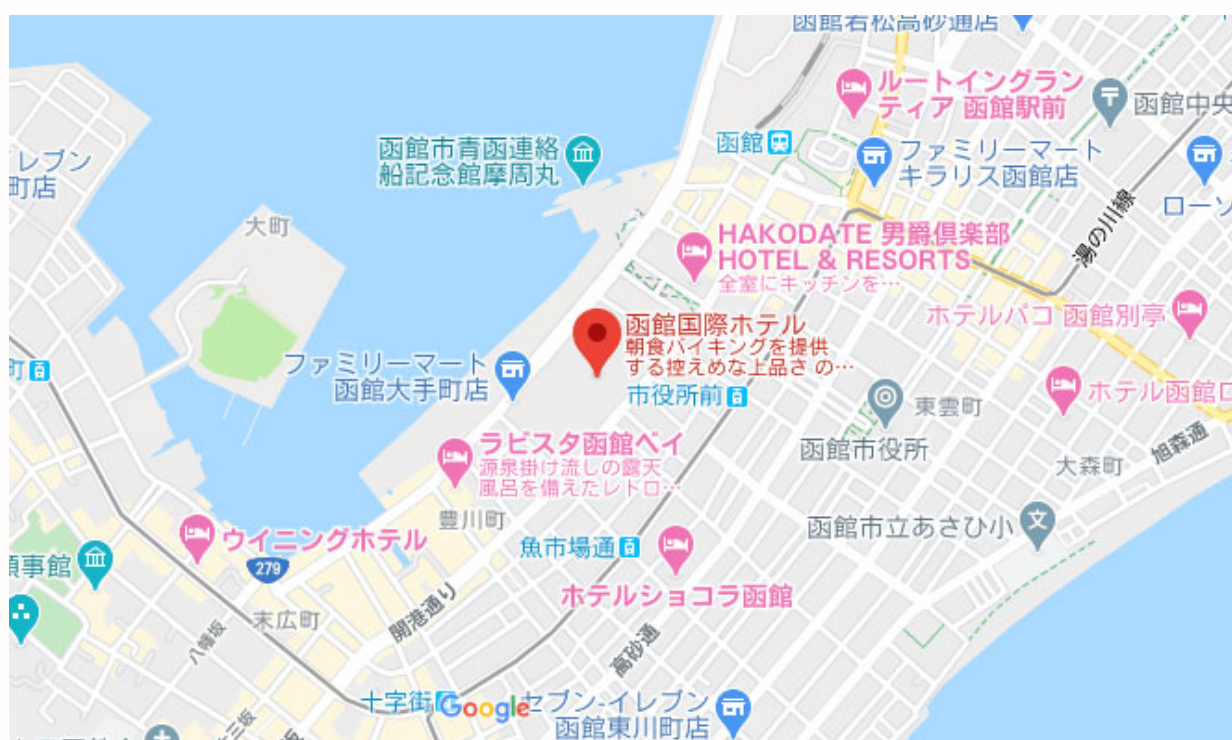 函館若松高砂通店
ルートイングラン
ティア 函館駅前
函館中央
函館市青函連絡
船記念館摩周丸
函館
ファミリーマート
キラリス函館店
レブン
町店
ローソ
大町
湯の川線
HAKODATE 男爵倶楽部
HOTEL & RESORTS
全室にキッチンを…
ホテルパコ 函館別亭
函館国際ホテル
朝食バイキングを提供
する控えめな上品さ の…
ファミリーマート
函館大手町店
町
市役所前
ホテル函館
東雲町
函館市役所
ラビスタ函館ベイ
源泉掛け流しの露天
風呂を備えたレトロ…
旭森通
大森町
豊川町
函館市立あさひ小
ウイニングホテル
魚市場通
事館
279
ホテルショコラ函館
末広町
開港通り
八幡坂
高砂通
十字街
Google
セブン-イレブン
函館東川町店
十三坂